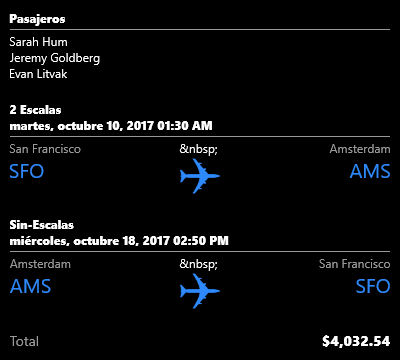 Pasajeros
Sarah Hum
Jeremy Goldberg
Evan Litvak
2 Escalas
martes, octubre 10, 2017 01:30 AM
San Francisco &nbsp; Amsterdam
SFO AMS
Sin-Escalas
miércoles, octubre 18, 2017 02:50 PM
Amsterdam &nbsp; San Francisco
AMS SFO
Total $4,032.54